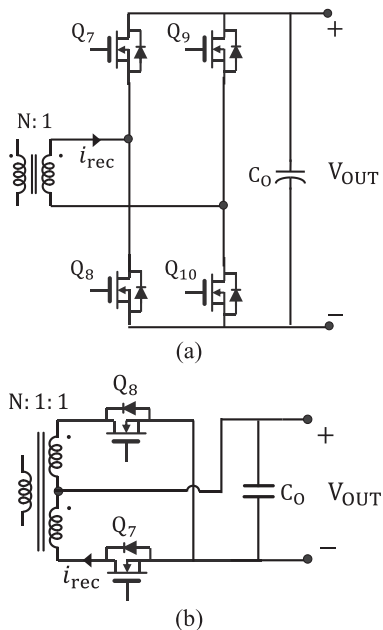 Q7
Q9
+
N: 1
irec
CO
VOUT
Q8
Q10
−
(a)
N: 1: 1
Q8
+
CO
VOUT
Q7
−
irec
(b)